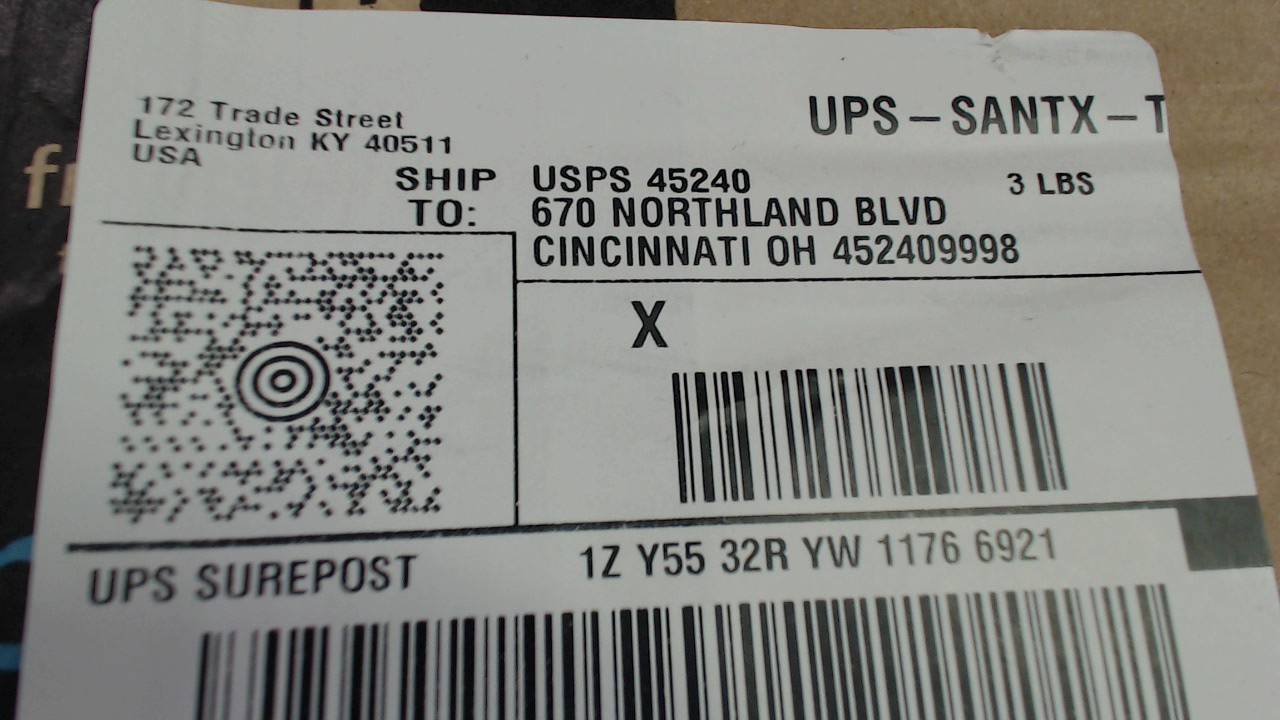 172 Trade Street
Lexington KY 40511
USA
UPS – SANTX – T
SHIP TO:
USPS 45240
3 LBS
670 NORTHLAND BLVD
CINCINNATI OH 452409998
X
UPS SUREPOST
1Z Y55 32R YW 1176 6921